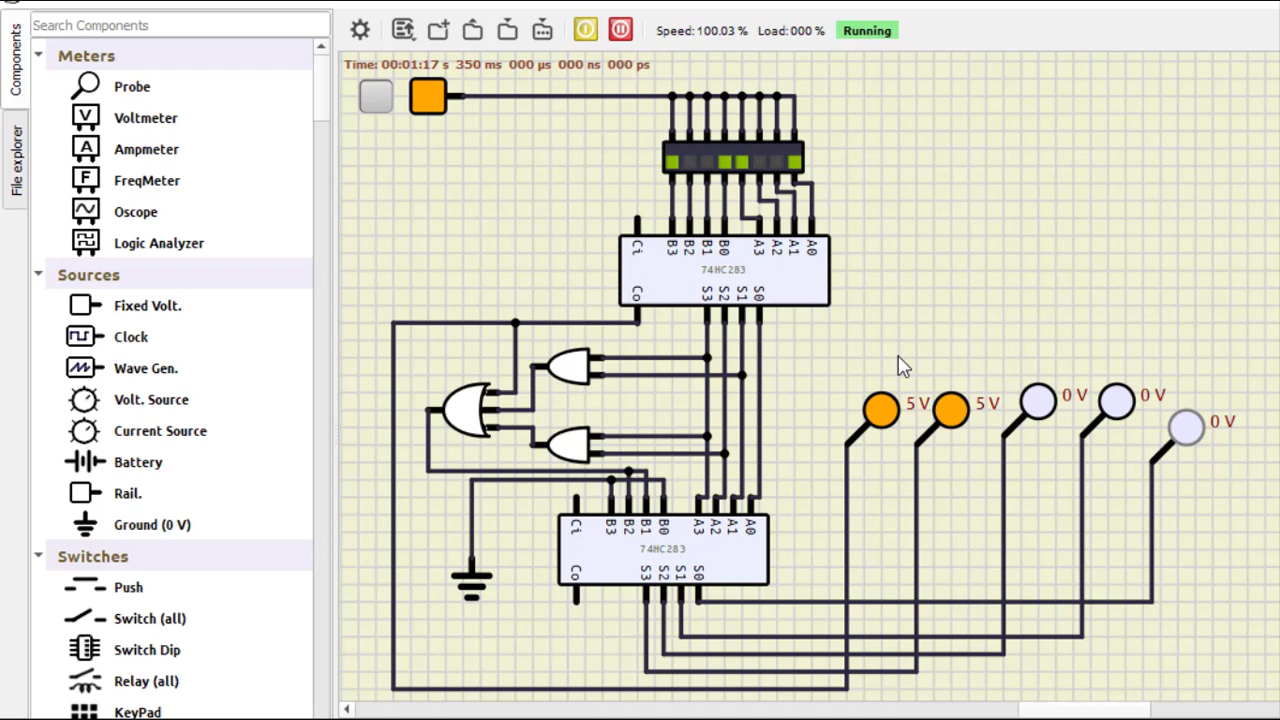 Components
File explorer
Search Components
Meters
Probe
Voltmeter
Ampmeter
FreqMeter
Oscope
Logic Analyzer
Sources
Fixed Volt.
Clock
Wave Gen.
Volt. Source
Current Source
Battery
Rail.
Ground (0 V)
Switches
Push
Switch (all)
Switch Dip
Relay (all)
KeyPad
V
A
F
Speed: 100.03 % Load: 000 % Running
Time: 00:01:17 s 350 ms 000 µs 000 ns 000 ps
Ci B3 B2 B1 B0 A3 A2 A1 A0
74HC283
Co S3 S2 S1 S0
5 V 5 V 0 V 0 V 0 V
Ci B3 B2 B1 B0 A3 A2 A1 A0
74HC283
Co S3 S2 S1 S0